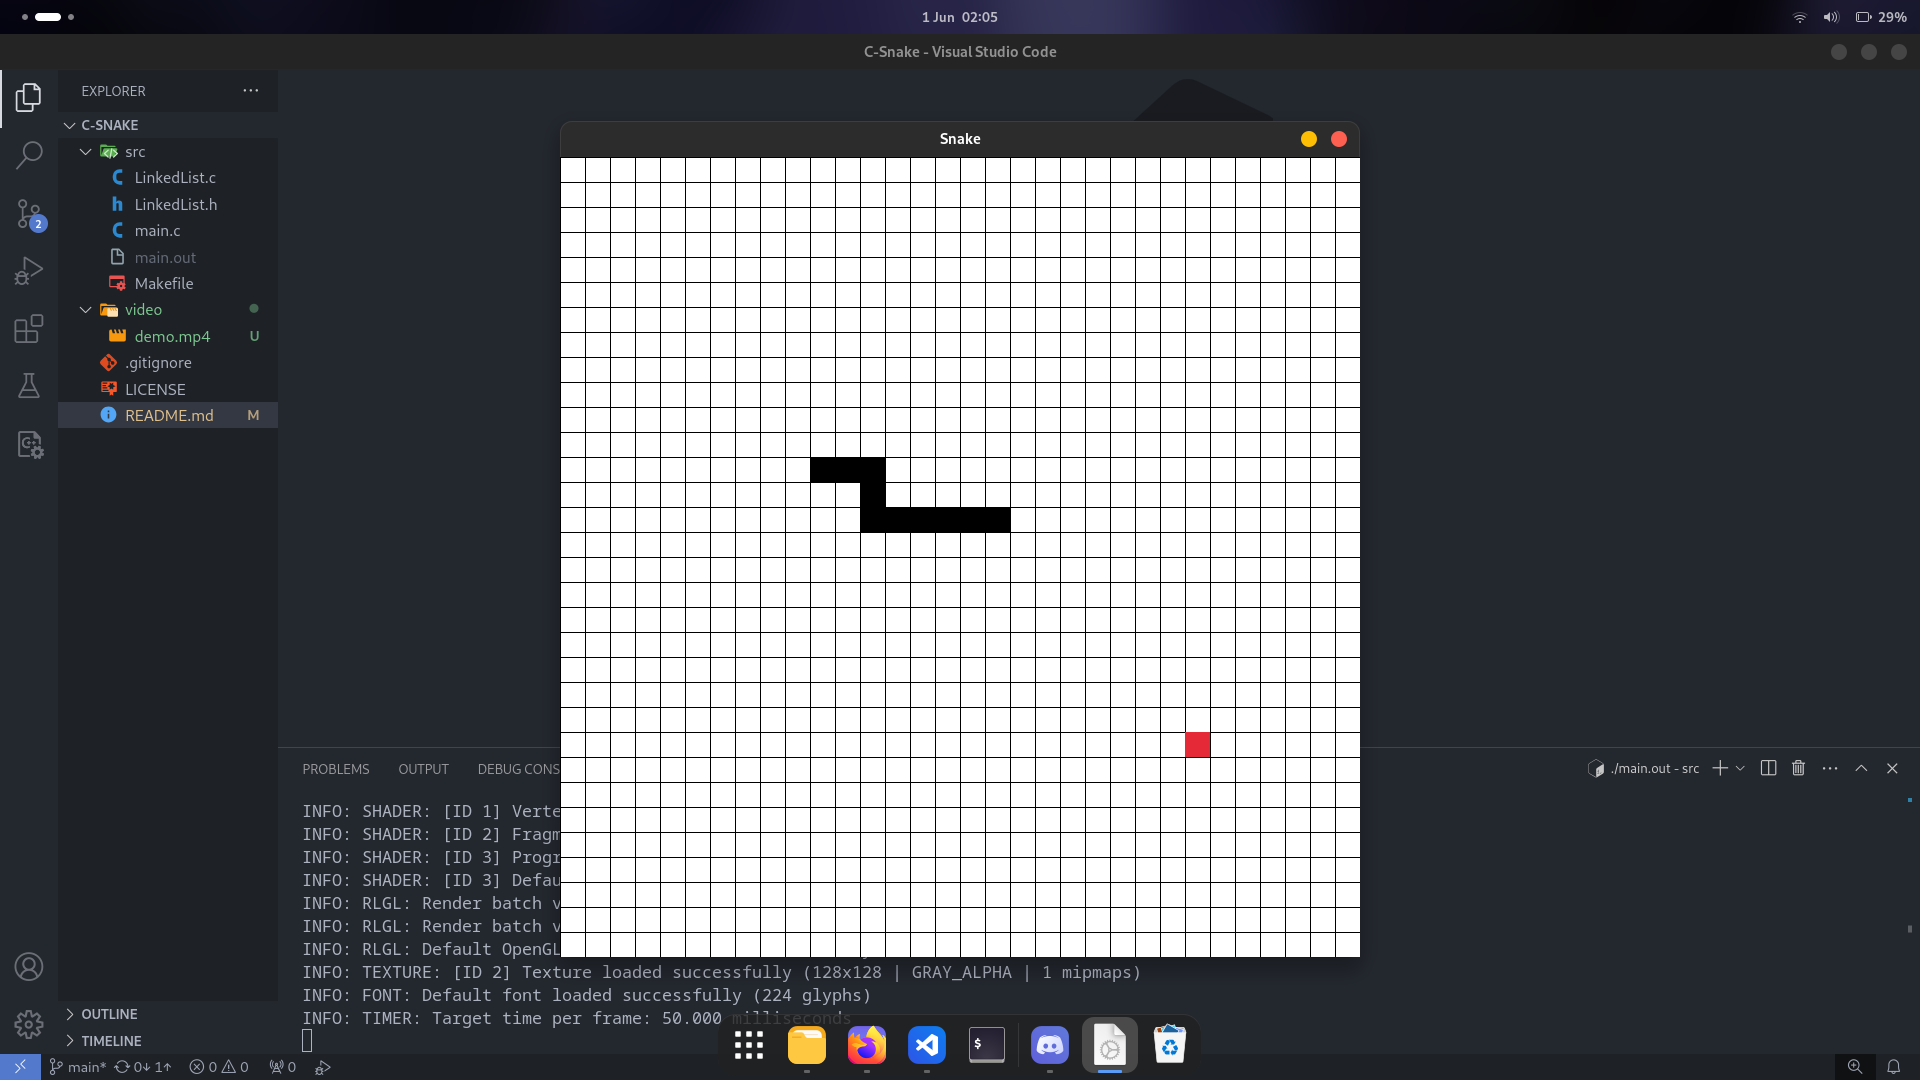 1 Jun 02:05
29%
C-Snake - Visual Studio Code
EXPLORER
C-SNAKE
src
LinkedList.c
LinkedList.h
main.c
main.out
Makefile
video
demo.mp4 U
.gitignore
LICENSE
README.md M
2
OUTLINE
TIMELINE
Snake
PROBLEMS OUTPUT DEBUG CONS
./main.out - src
INFO: SHADER: [ID 1] Verte
INFO: SHADER: [ID 2] Fragm
INFO: SHADER: [ID 3] Progr
INFO: SHADER: [ID 3] Defau
INFO: RLGL: Render batch v
INFO: RLGL: Render batch v
INFO: RLGL: Default OpenGL
INFO: TEXTURE: [ID 2] Texture loaded successfully (128x128 | GRAY_ALPHA | 1 mipmaps)
INFO: FONT: Default font loaded successfully (224 glyphs)
INFO: TIMER: Target time per frame: 50.000 milliseconds
$
main* 0↓ 1↑ 0 0 0